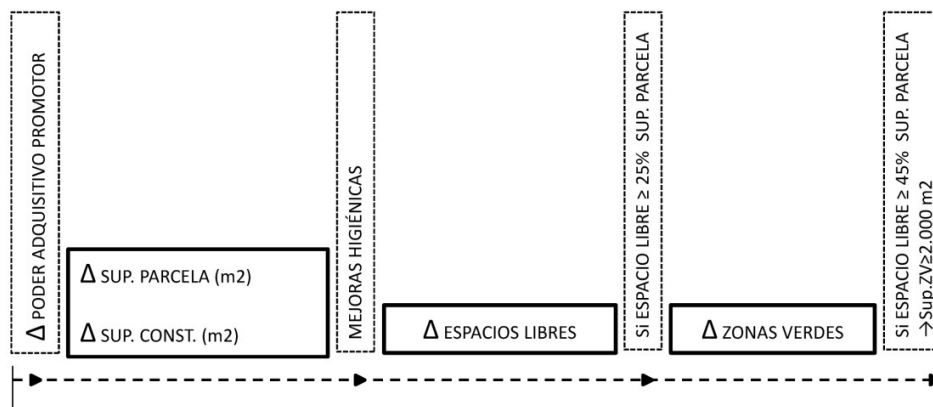 Δ PODER ADQUISITIVO PROMOTOR
Δ SUP. PARCELA (m2)
Δ SUP. CONST. (m2)
MEJORAS HIGIÉNICAS
Δ ESPACIOS LIBRES
Si ESPACIO LIBRE ≥ 25% SUP. PARCELA
Δ ZONAS VERDES
Si ESPACIO LIBRE ≥ 45% SUP. PARCELA
→Sup.ZV≥2.000 m2